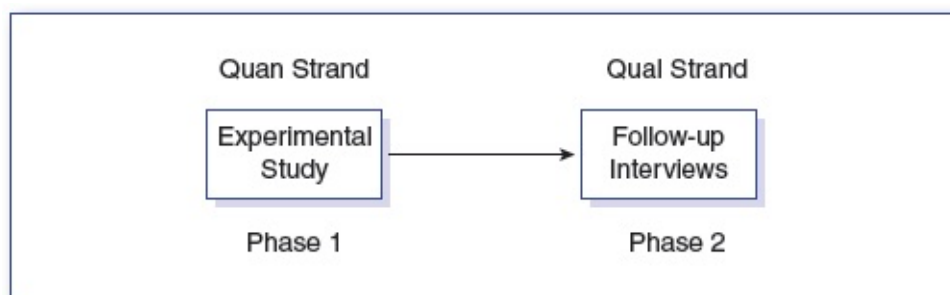 Quan Strand
Qual Strand
Experimental
Study
Follow-up
Interviews
Phase 1
Phase 2